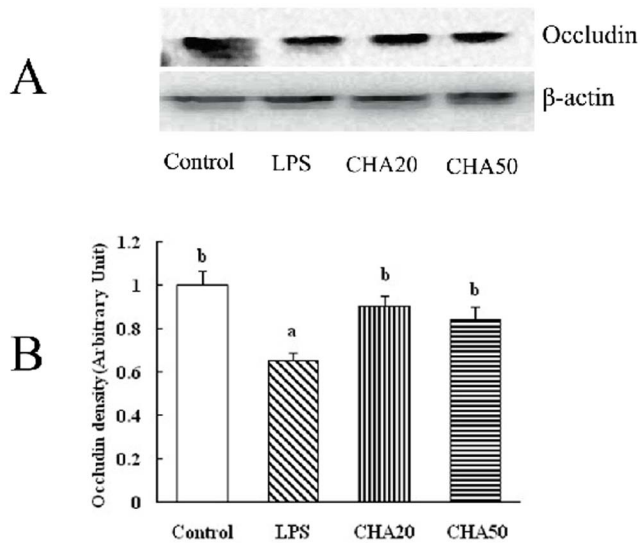 A
Occludin
β-actin
Control LPS CHA20 CHA50
B
Occludin density(Arbitrary Unit)
1.2
1
0.8
0.6
0.4
0.2
0
b
a
b
b
Control LPS CHA20 CHA50